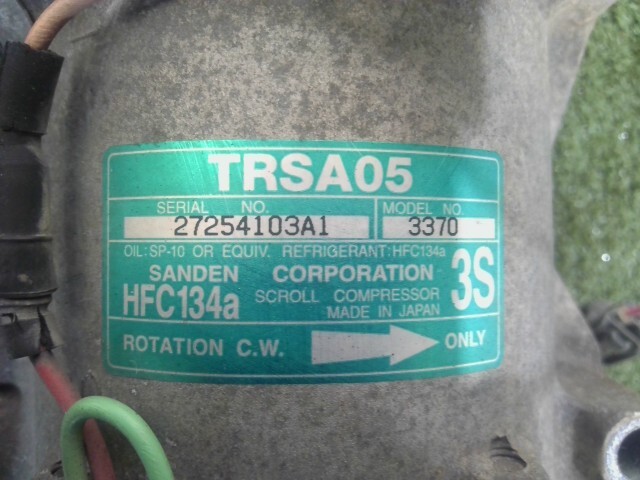 TRSA05
SERIAL NO. MODEL NO.
27254103A1 3370
OIL:SP-10 OR EQUIV. REFRIGERANT:HFC134a
SANDEN CORPORATION 3S
HFC134a SCROLL COMPRESSOR
MADE IN JAPAN
ROTATION C.W. ONLY